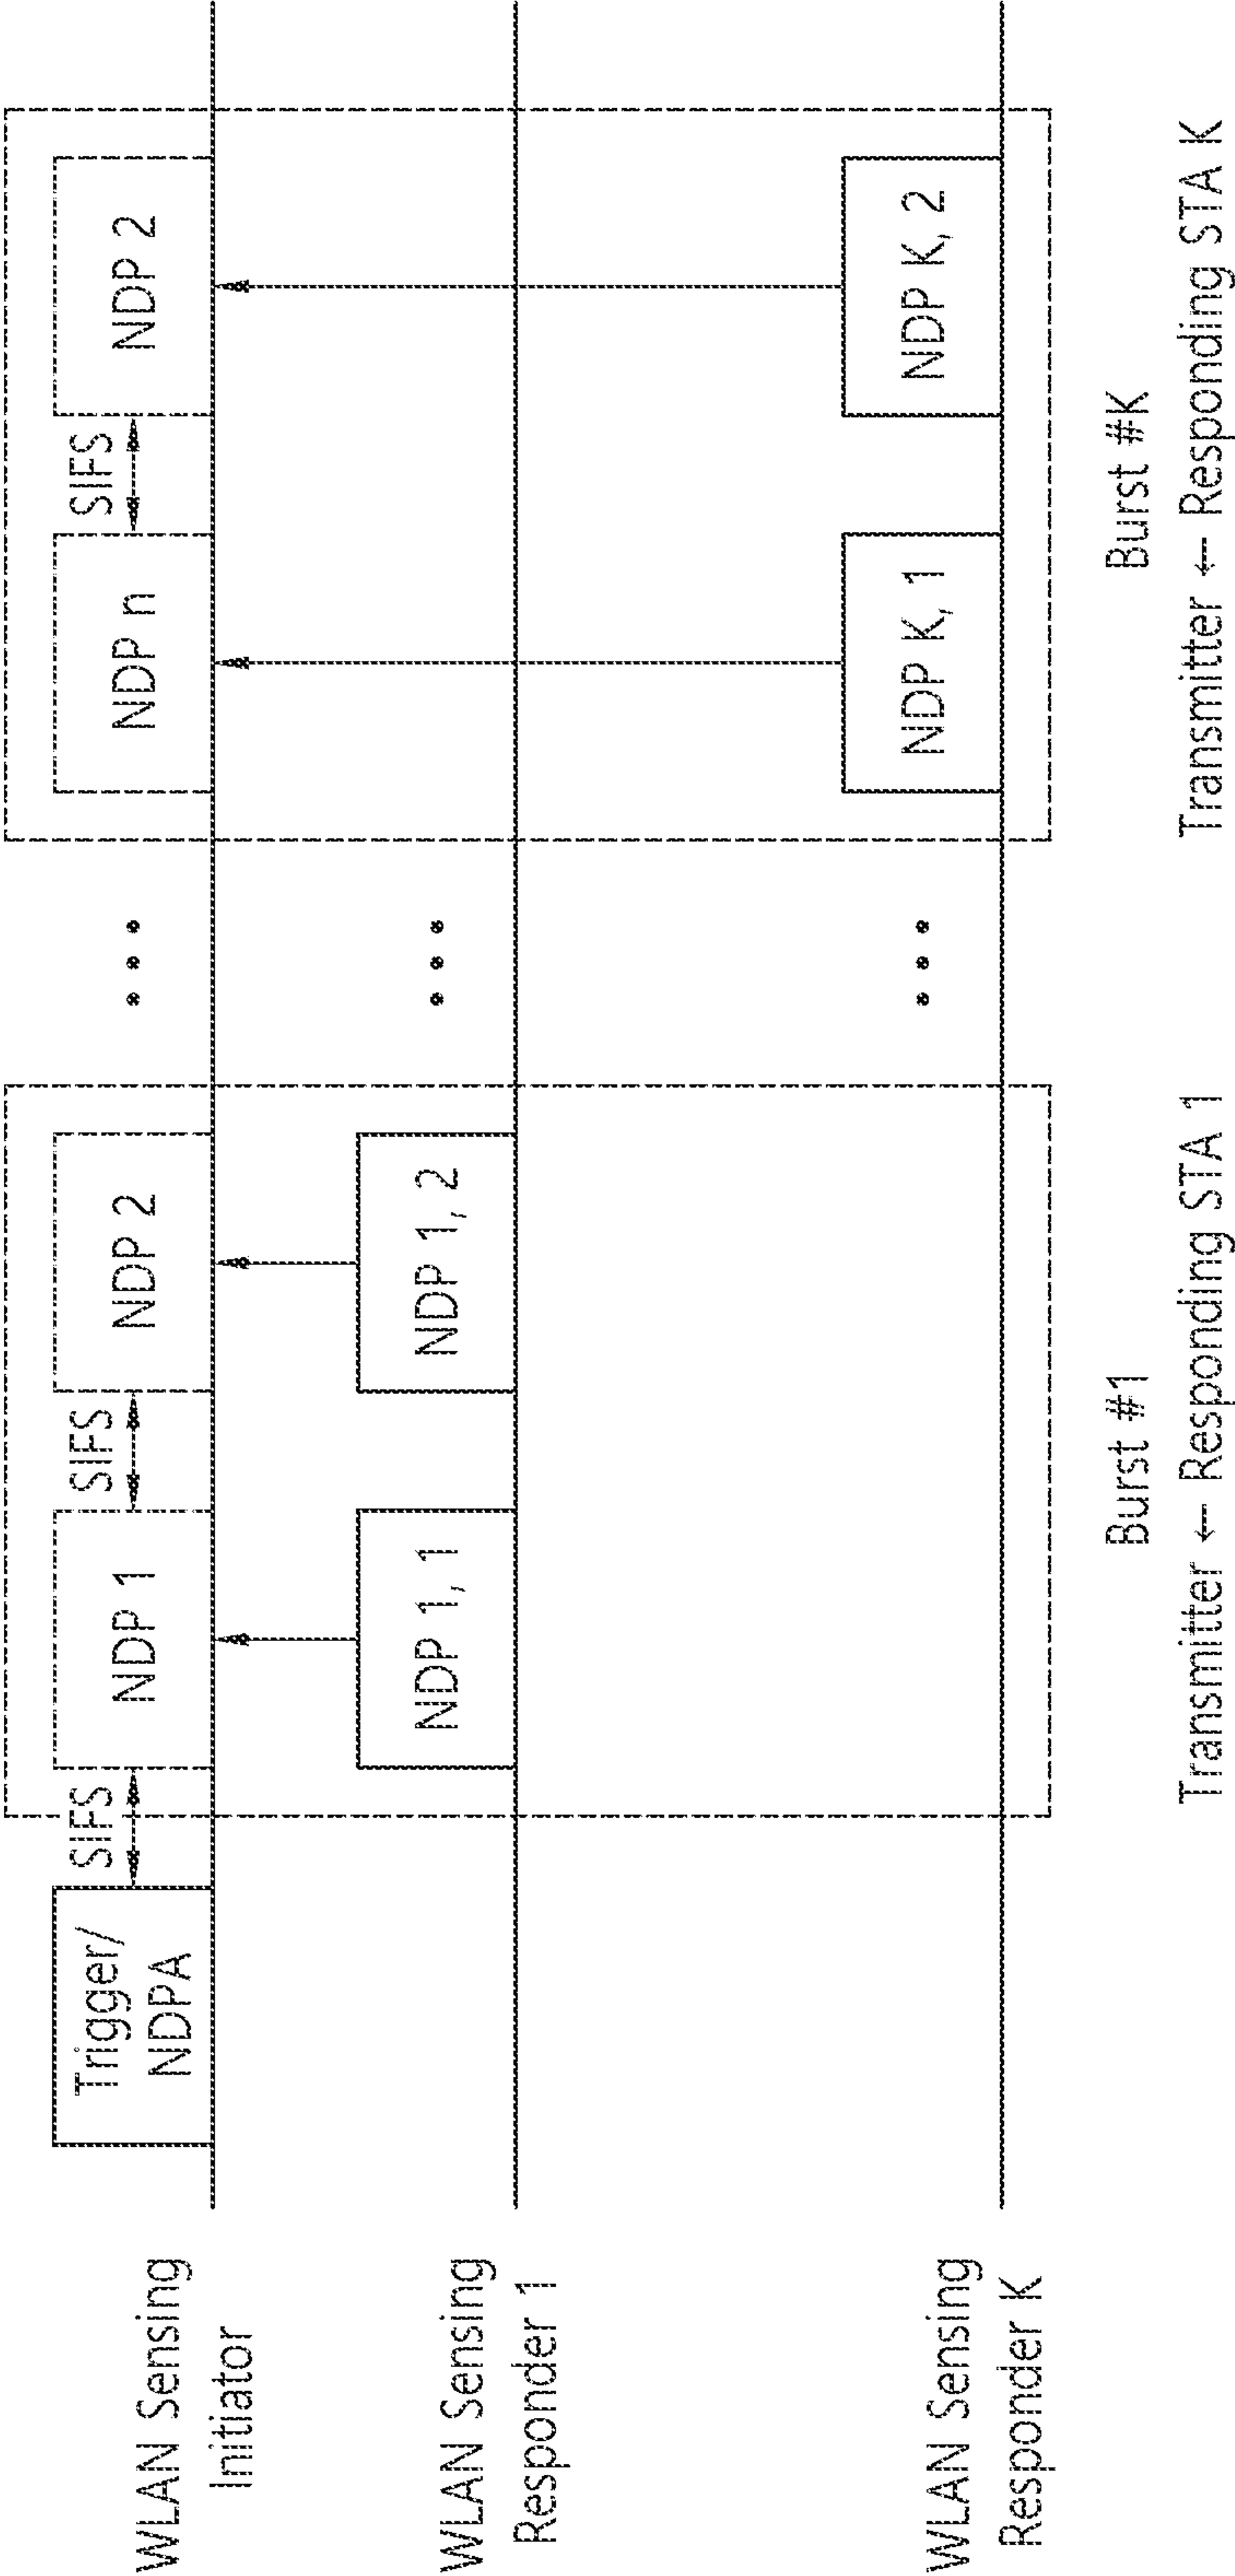 WLAN Sensing
Initiator
Trigger/
NDPA
SIFS
NDP 1
SIFS
NDP 2
NDP n
SIFS
NDP 2
WLAN Sensing
Responder 1
NDP 1, 1
NDP 1, 2
WLAN Sensing
Responder K
NDP K, 1
NDP K, 2
Burst #1
Transmitter ← Responding STA 1
Burst #K
Transmitter ← Responding STA K